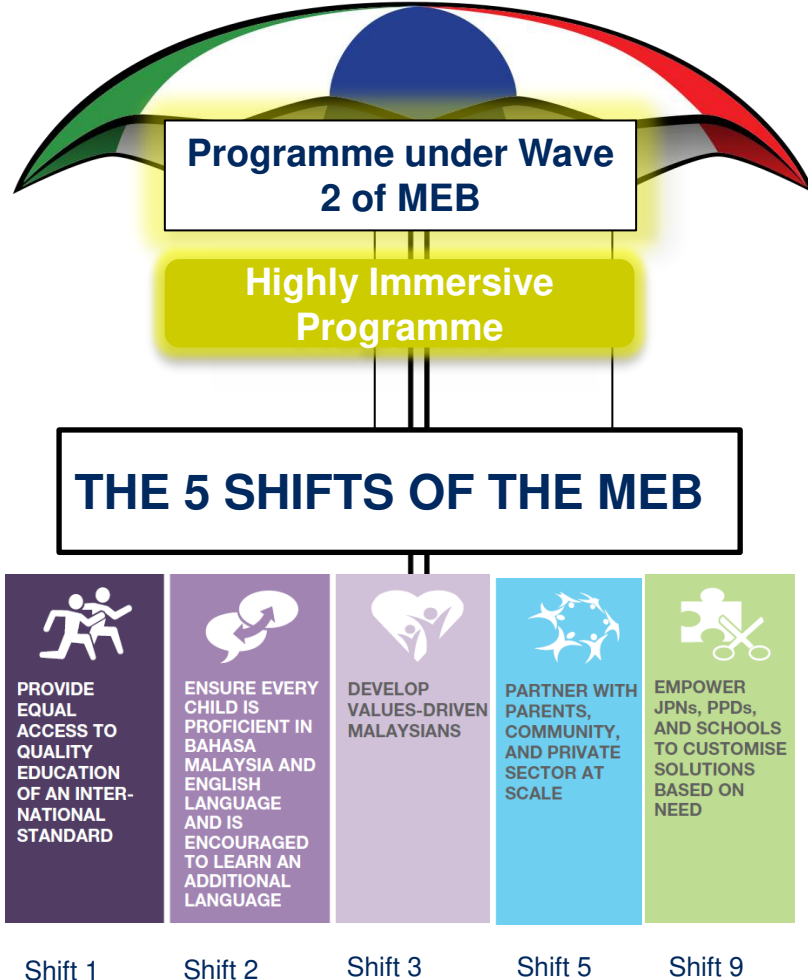 Programme under Wave
2 of MEB
Highly Immersive
Programme
THE 5 SHIFTS OF THE MEB
PROVIDE
EQUAL
ACCESS TO
QUALITY
EDUCATION
OF AN INTER-
NATIONAL
STANDARD
ENSURE EVERY
CHILD IS
PROFICIENT IN
BAHASA
MALAYSIA AND
ENGLISH
LANGUAGE
AND IS
ENCOURAGED
TO LEARN AN
ADDITIONAL
LANGUAGE
DEVELOP
VALUES-DRIVEN
MALAYSIANS
PARTNER WITH
PARENTS,
COMMUNITY,
AND PRIVATE
SECTOR AT
SCALE
EMPOWER
JPNs, PPDs,
AND SCHOOLS
TO CUSTOMISE
SOLUTIONS
BASED ON
NEED
Shift 1
Shift 2
Shift 3
Shift 5
Shift 9